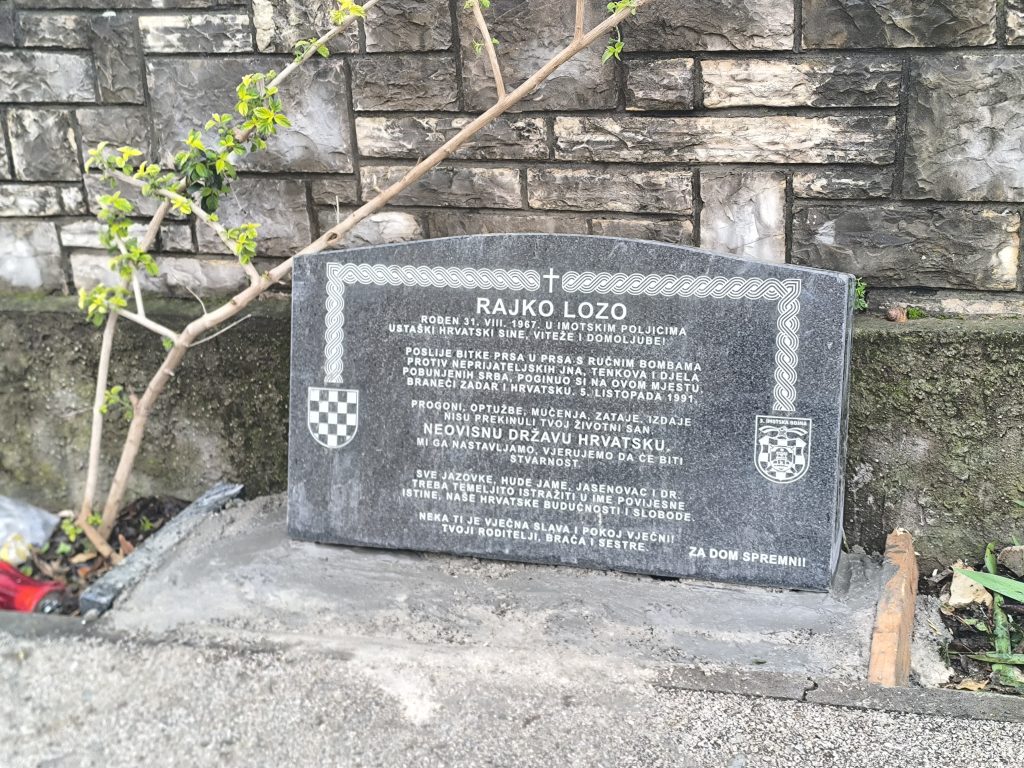 RAJKO LOZO
ROĐEN 31. VIII. 1967. U IMOTSKIM POLJICIMA
USTAŠKI HRVATSKI SINE, VITEŽE I DOMOLJUBE!
POSLIJE BITKE PRSA U PRSA S RUČNIM BOMBAMA
PROTIV NEPRIJATELJSKIH JNA, TENKOVA I DJELA
POBUNJENIH SRBA, POGINUO SI NA OVOM MJESTU
BRANEĆI ZADAR I HRVATSKU. 5. LISTOPADA 1991.
PROGONI, OPTUŽBE, MUČENJA, ZATAJE, IZDAJE
NISU PREKINULI TVOJ ŽIVOTNI SAN.
NEOVISNU DRŽAVU HRVATSKU,
MI GA NASTAVLJAMO, VJERUJEMO DA ĆE BITI
STVARNOST.
SVE JAZOVKE, HUDE JAME, JASENOVAC I DR.
TREBA TEMELJITO ISTRAŽITI U IME POVIJESNE
ISTINE, NAŠE HRVATSKE BUDUĆNOSTI I SLOBODE.
NEKA TI JE VJEČNA SLAVA I POKOJ VJEČNI!
TVOJI RODITELJI, BRAĆA I SESTRE.
ZA DOM SPREMNI!
3. IMOTSKA BOJNA